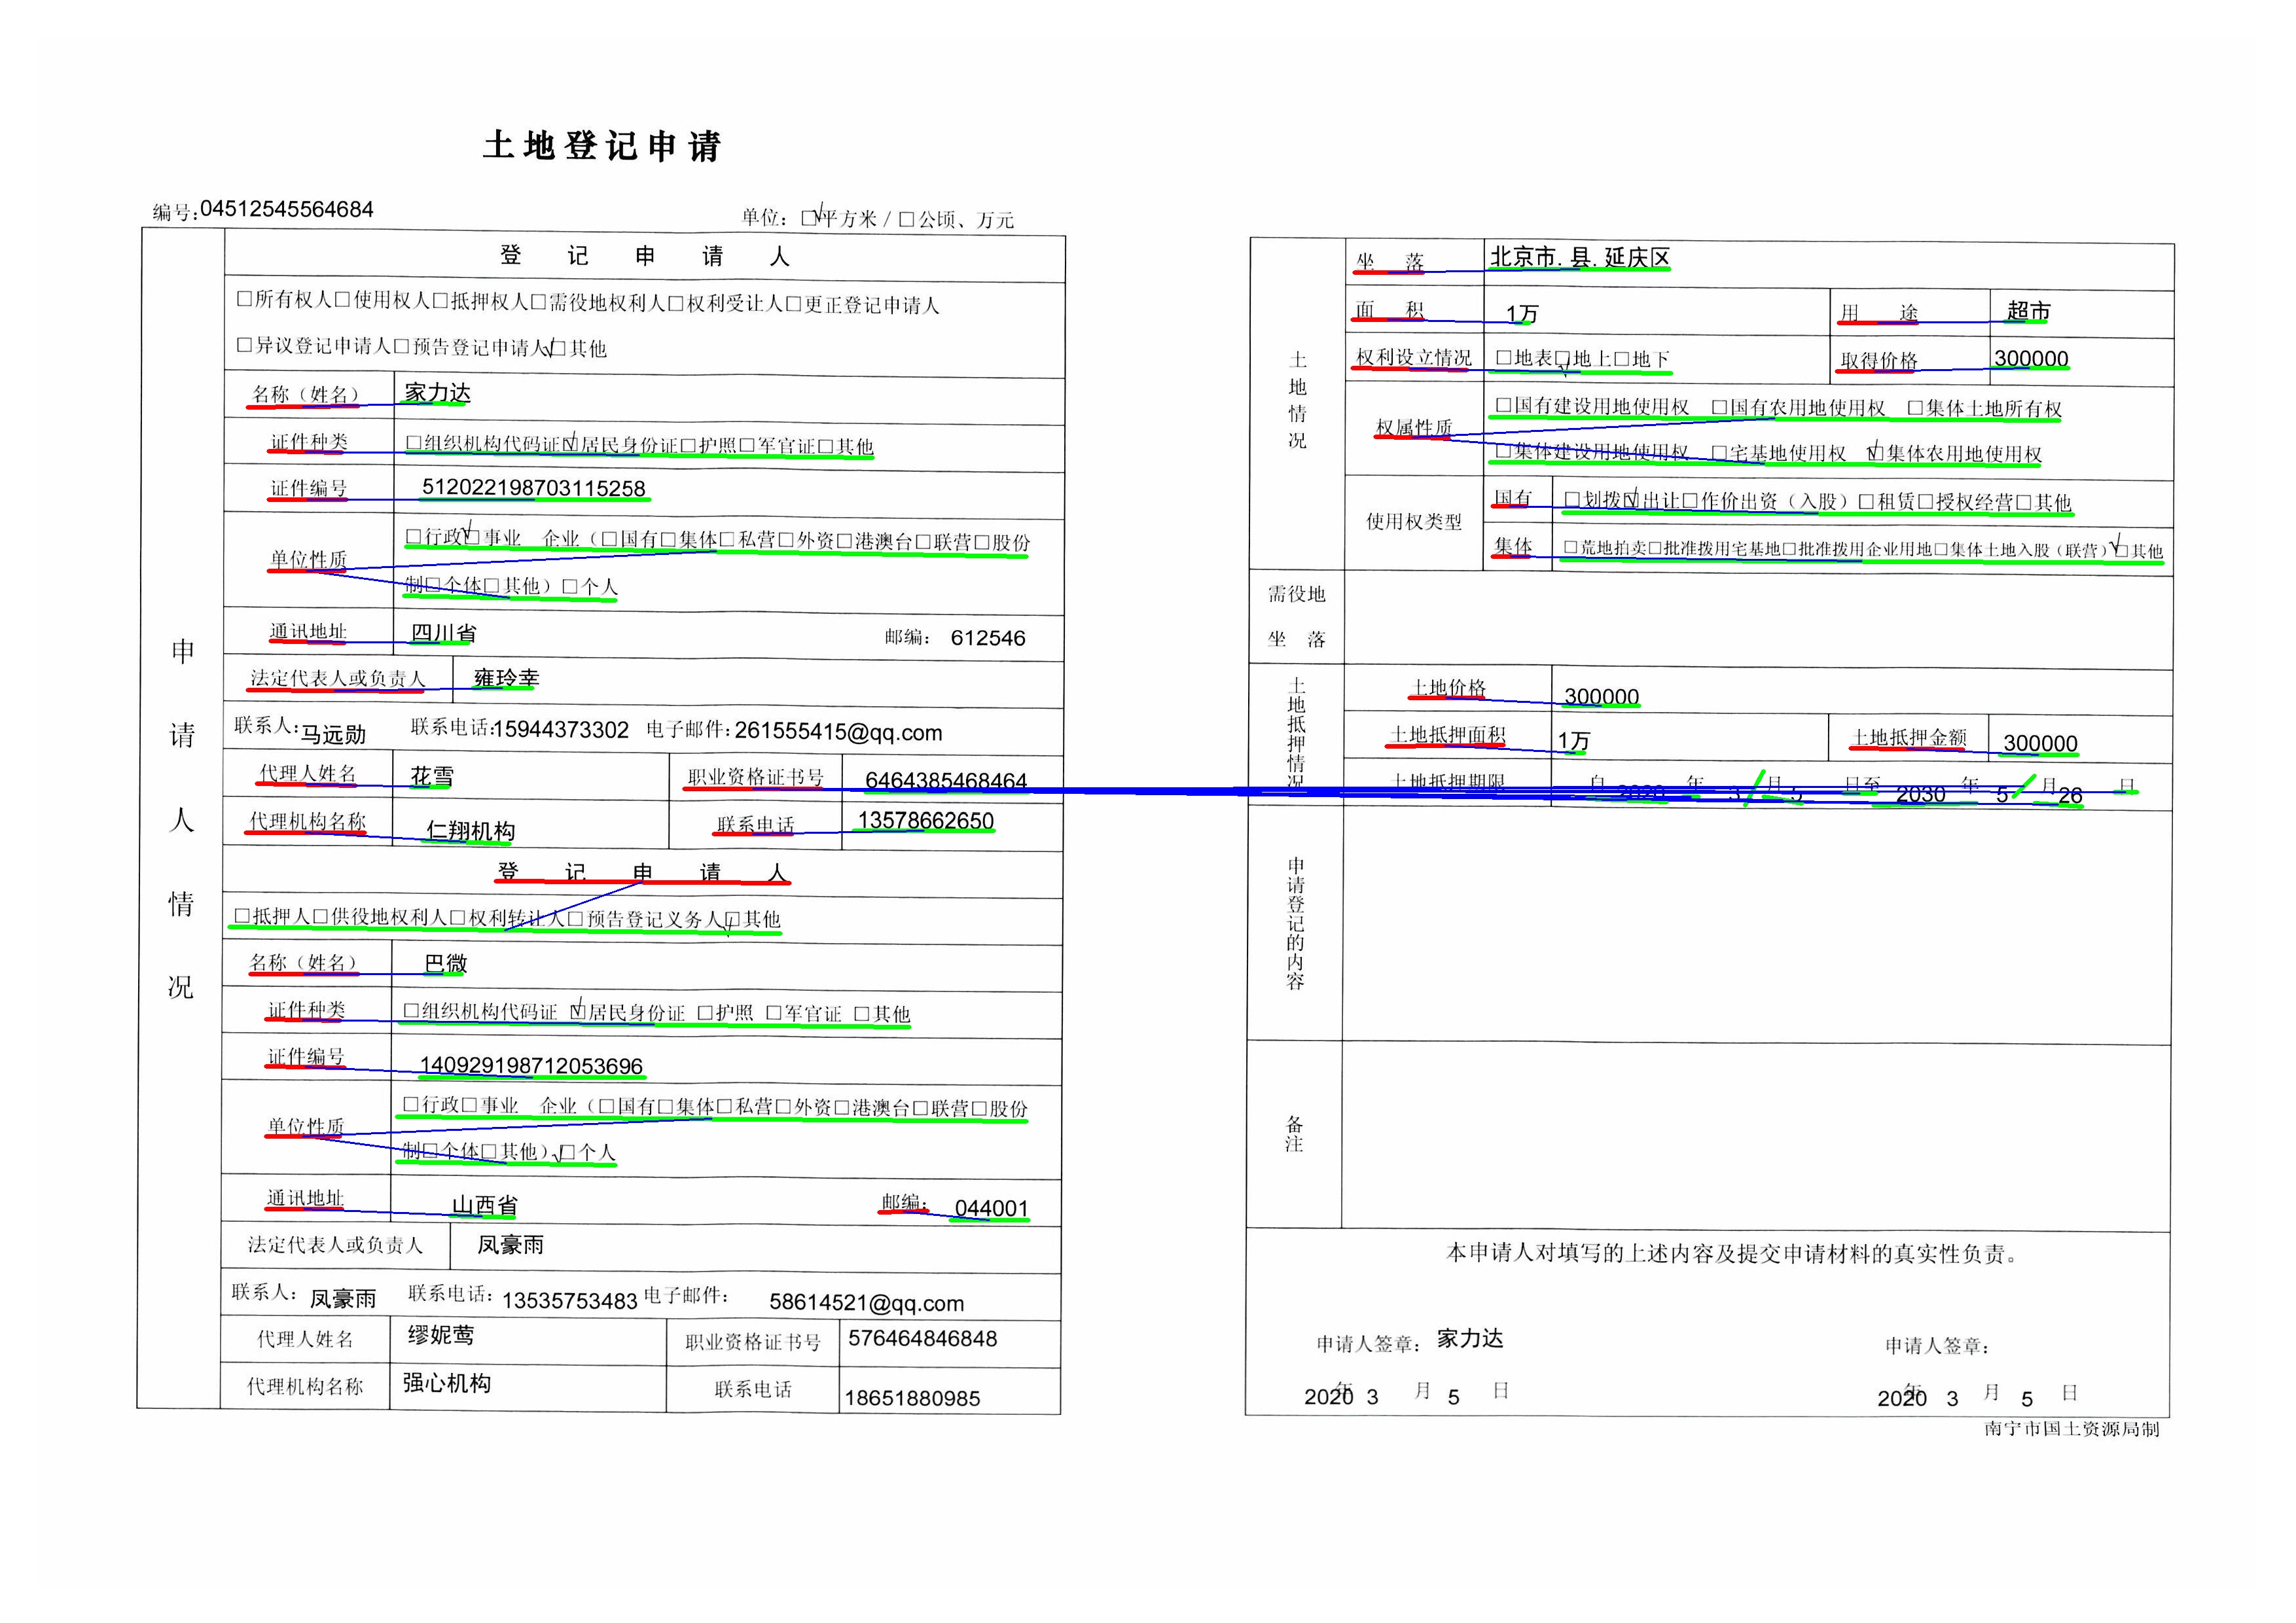 土地登记申请
编号:04512545564684
单位：□√平方米/□公顷、万元
登记申请人
□所有权人□使用权人□抵押权人□需役地权利人□权利受让人□更正登记申请人
□异议登记申请人□预告登记申请人√□其他
名称（姓名） 家力达
证件种类 □组织机构代码证√□居民身份证□护照□军官证□其他
证件编号 512022198703115258
单位性质
□行政√□事业 企业（□国有□集体□私营□外资□港澳台□联营□股份
制□个体□其他）□个人
通讯地址 四川省 邮编： 612546
法定代表人或负责人 雍玲幸
联系人:马远勋 联系电话:15944373302 电子邮件:261555415@qq.com
代理人姓名 花雪 职业资格证书号 6464385468464
代理机构名称 仁翔机构 联系电话 13578662650
登记申请人
□抵押人□供役地权利人□权利转让人□预告登记义务人√□其他
名称（姓名） 巴微
证件种类 □组织机构代码证 √□居民身份证 □护照 □军官证 □其他
证件编号 140929198712053696
单位性质
□行政□事业 企业（□国有□集体□私营□外资□港澳台□联营□股份
制□个体□其他）√□个人
通讯地址 山西省 邮编： 044001
法定代表人或负责人 凤豪雨
联系人： 凤豪雨 联系电话： 13535753483 电子邮件： 58614521@qq.com
代理人姓名 缪妮莺 职业资格证书号 576464846848
代理机构名称 强心机构 联系电话 18651880985
申请人情况
土地情况
坐落 北京市.县.延庆区
面积 1万 用途 超市
权利设立情况 □地表√□地上□地下 取得价格 300000
权属性质
□国有建设用地使用权 □国有农用地使用权 □集体土地所有权
□集体建设用地使用权 □宅基地使用权 √□集体农用地使用权
使用权类型
国有 □划拨√□出让□作价出资（入股）□租赁□授权经营□其他
集体 □荒地拍卖□批准拨用宅基地□批准拨用企业用地□集体土地入股（联营）√□其他
需役地
坐落
土地抵押情况
土地价格 300000
土地抵押面积 1万 土地抵押金额 300000
土地抵押期限 自 2020 年 3 月 5 日至 2030 年 5 月 26 日
申请登记的内容
备注
本申请人对填写的上述内容及提交申请材料的真实性负责。
申请人签章： 家力达 申请人签章：
2020 年 3 月 5 日 2020 年 3 月 5 日
南宁市国土资源局制